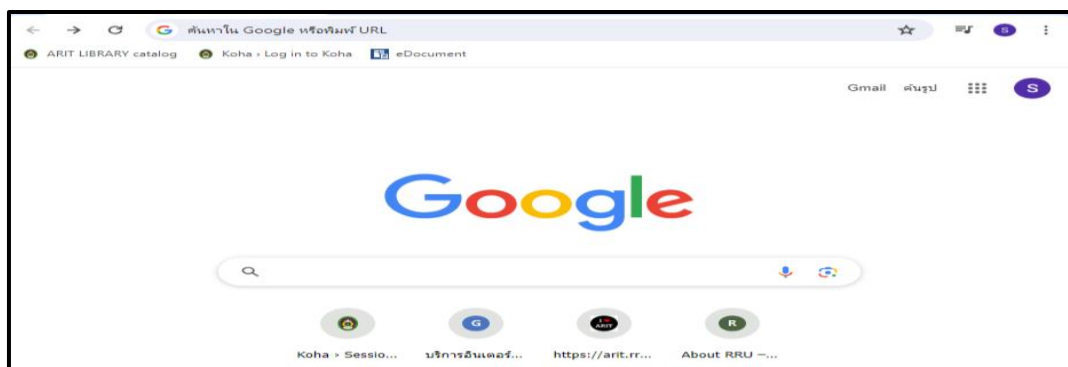 ค้นหาใน Google หรือพิมพ์ URL
S
ARIT LIBRARY catalog Koha › Log in to Koha eDocument
Gmail ค้นรูป S
Google
G R
I ARIT
Koha › Sessio... บริการอินเตอร์... https://arit.rr... About RRU –...